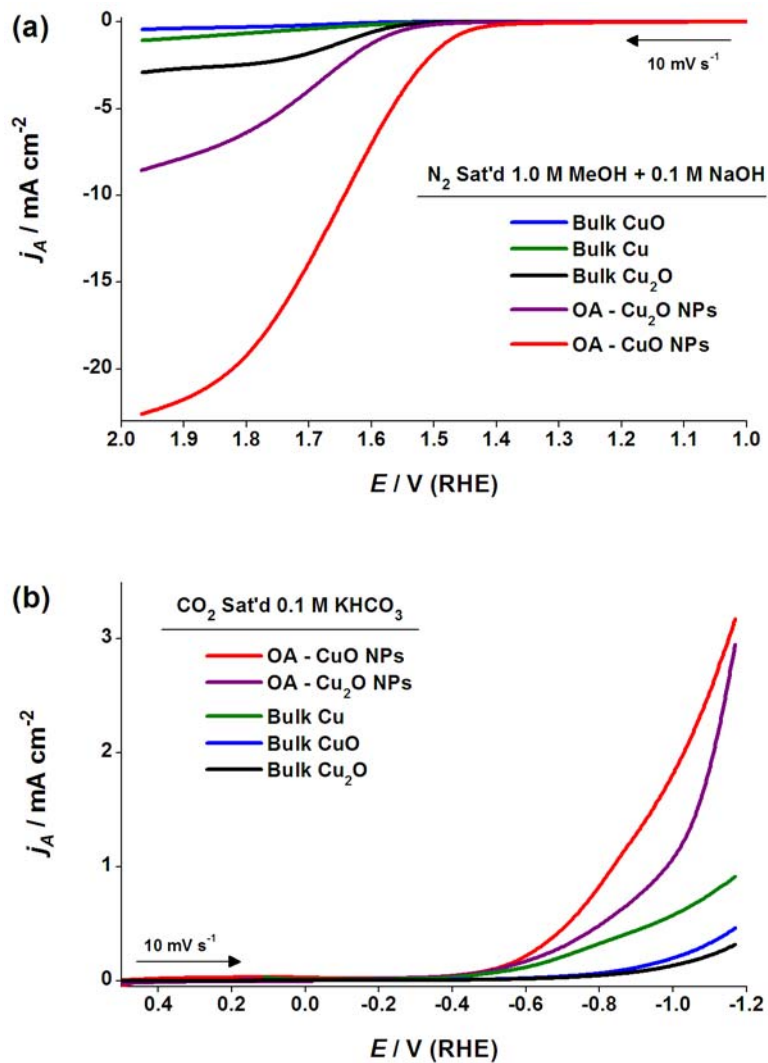 (a)
0
-5
-10
-15
-20
j_A / mA cm⁻²
10 mV s⁻¹
N₂ Sat'd 1.0 M MeOH + 0.1 M NaOH
Bulk CuO
Bulk Cu
Bulk Cu₂O
OA - Cu₂O NPs
OA - CuO NPs
2.0 1.9 1.8 1.7 1.6 1.5 1.4 1.3 1.2 1.1 1.0
E / V (RHE)
(b)
3
2
1
0
j_A / mA cm⁻²
CO₂ Sat'd 0.1 M KHCO₃
OA - CuO NPs
OA - Cu₂O NPs
Bulk Cu
Bulk CuO
Bulk Cu₂O
10 mV s⁻¹
0.4 0.2 0.0 -0.2 -0.4 -0.6 -0.8 -1.0 -1.2
E / V (RHE)